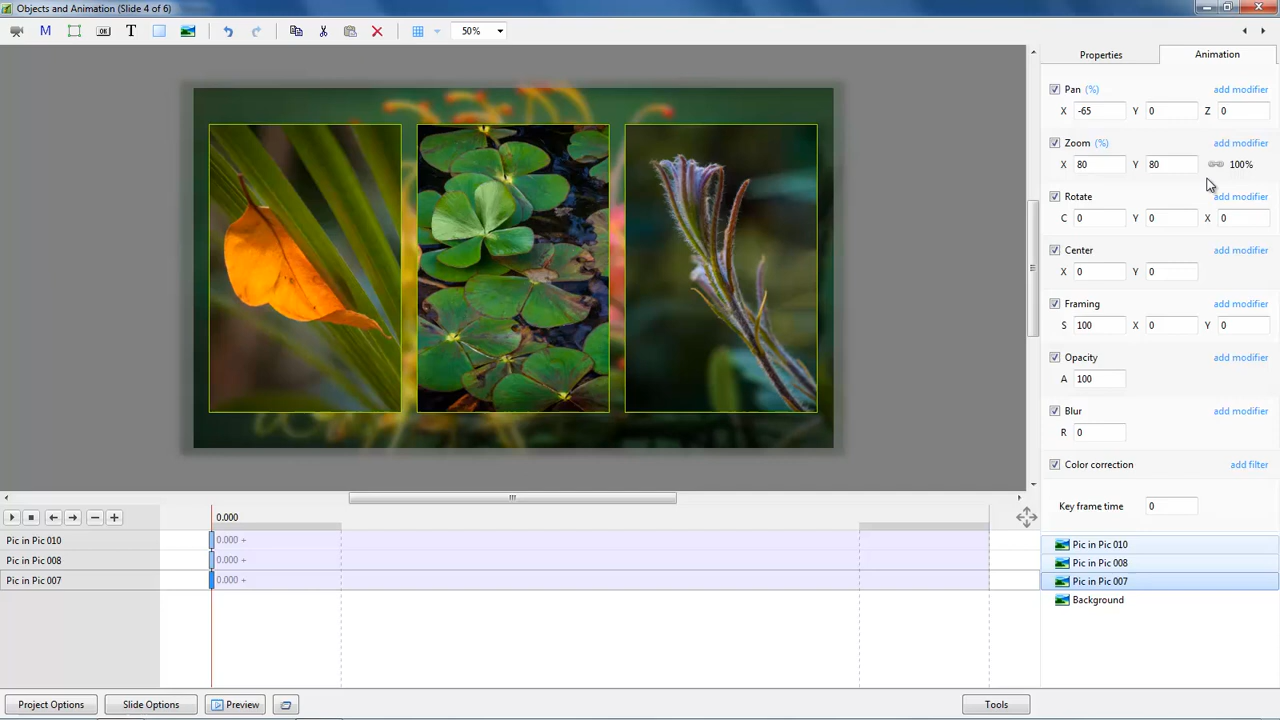 Objects and Animation (Slide 4 of 6)
M OK T 50%
Properties Animation
Pan (%) add modifier
X -65 Y 0 Z 0
Zoom (%) add modifier
X 80 Y 80 100%
Rotate add modifier
C 0 Y 0 X 0
Center add modifier
X 0 Y 0
Framing add modifier
S 100 X 0 Y 0
Opacity add modifier
A 100
Blur add modifier
R 0
Color correction add filter
Key frame time 0
0.000
Pic in Pic 010 0.000 +
Pic in Pic 008 0.000 +
Pic in Pic 007 0.000 +
Pic in Pic 010
Pic in Pic 008
Pic in Pic 007
Background
Project Options Slide Options Preview Tools